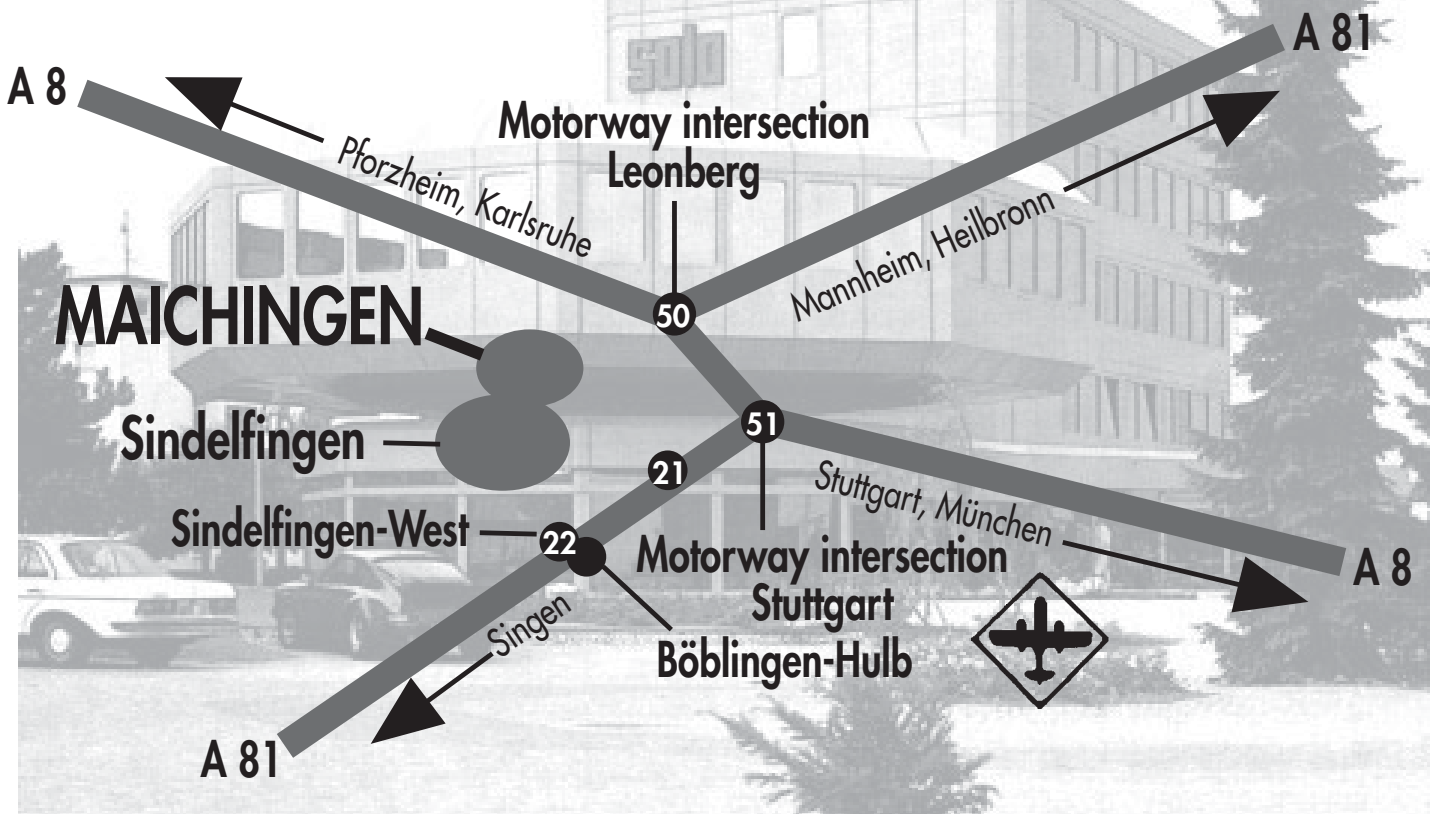 solo
A 81
A 8
Motorway intersection
Leonberg
Pforzheim, Karlsruhe
Mannheim, Heilbronn
MAICHINGEN
50
Sindelfingen
51
21
Stuttgart, München
Sindelfingen-West
22
Motorway intersection
Stuttgart
A 8
Singen
Böblingen-Hulb
A 81